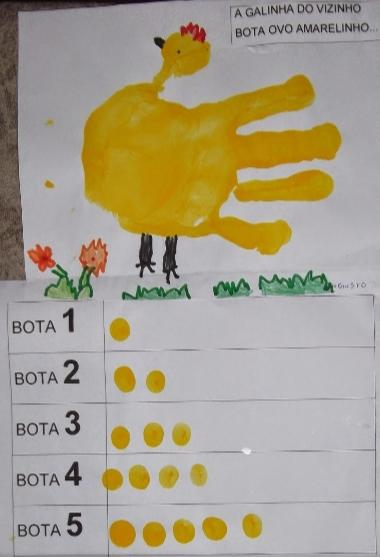 A GALINHA DO VIZINHO
BOTA OVO AMARELINHO...
BOTA 1
BOTA 2
BOTA 3
BOTA 4
BOTA 5